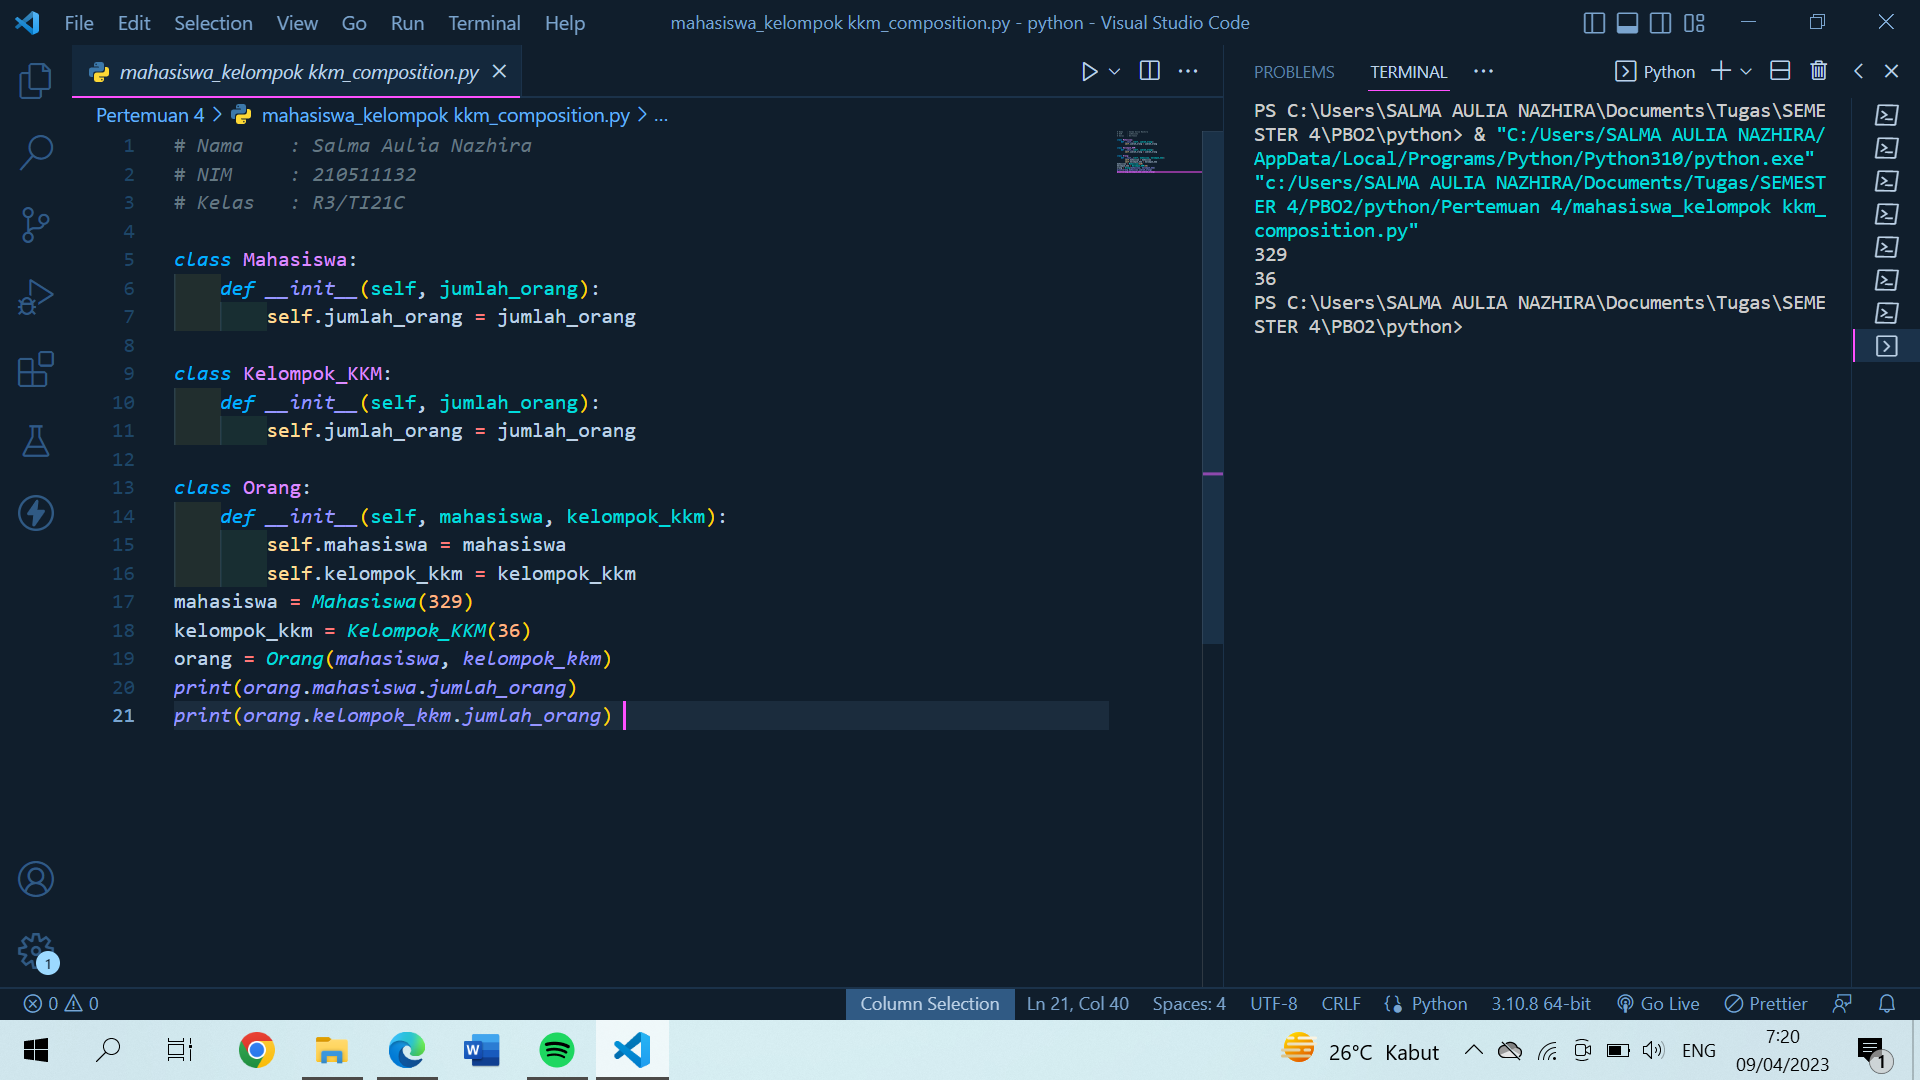 File Edit Selection View Go Run Terminal Help mahasiswa_kelompok kkm_composition.py - python - Visual Studio Code
mahasiswa_kelompok kkm_composition.py
Pertemuan 4 > mahasiswa_kelompok kkm_composition.py > ...
1 # Nama    : Salma Aulia Nazhira
2 # NIM     : 210511132
3 # Kelas   : R3/TI21C
4
5 class Mahasiswa:
6     def __init__(self, jumlah_orang):
7         self.jumlah_orang = jumlah_orang
8
9 class Kelompok_KKM:
10     def __init__(self, jumlah_orang):
11         self.jumlah_orang = jumlah_orang
12
13 class Orang:
14     def __init__(self, mahasiswa, kelompok_kkm):
15         self.mahasiswa = mahasiswa
16         self.kelompok_kkm = kelompok_kkm
17 mahasiswa = Mahasiswa(329)
18 kelompok_kkm = Kelompok_KKM(36)
19 orang = Orang(mahasiswa, kelompok_kkm)
20 print(orang.mahasiswa.jumlah_orang)
21 print(orang.kelompok_kkm.jumlah_orang)
PROBLEMS TERMINAL ... Python
PS C:\Users\SALMA AULIA NAZHIRA\Documents\Tugas\SEME
STER 4\PBO2\python> & "C:/Users/SALMA AULIA NAZHIRA/
AppData/Local/Programs/Python/Python310/python.exe"
"c:/Users/SALMA AULIA NAZHIRA/Documents/Tugas/SEMEST
ER 4/PBO2/python/Pertemuan 4/mahasiswa_kelompok kkm_
composition.py"
329
36
PS C:\Users\SALMA AULIA NAZHIRA\Documents\Tugas\SEME
STER 4\PBO2\python>
1
0 0 Column Selection Ln 21, Col 40 Spaces: 4 UTF-8 CRLF Python 3.10.8 64-bit Go Live Prettier
26°C Kabut ENG 7:20
09/04/2023 1